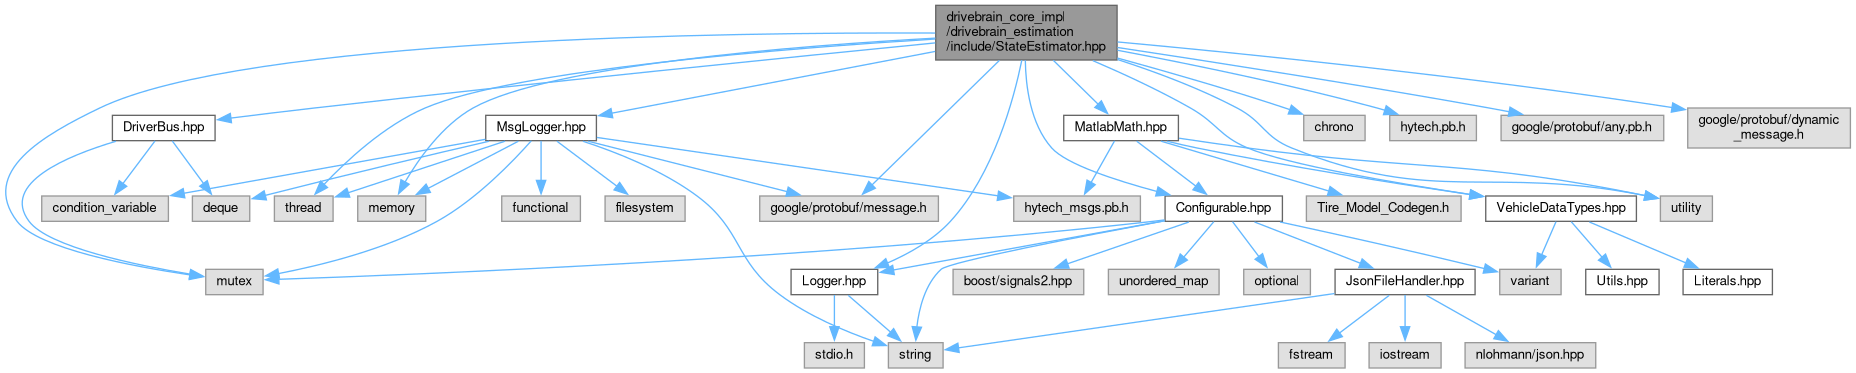 drivebrain_core_impl
/drivebrain_estimation
/include/StateEstimator.hpp
DriverBus.hpp
MsgLogger.hpp
MatlabMath.hpp
chrono
hytech.pb.h
google/protobuf/any.pb.h
google/protobuf/dynamic
_message.h
condition_variable
deque
thread
memory
functional
filesystem
google/protobuf/message.h
hytech_msgs.pb.h
Configurable.hpp
Tire_Model_Codegen.h
VehicleDataTypes.hpp
utility
mutex
Logger.hpp
boost/signals2.hpp
unordered_map
optional
JsonFileHandler.hpp
variant
Utils.hpp
Literals.hpp
stdio.h
string
fstream
iostream
nlohmann/json.hpp